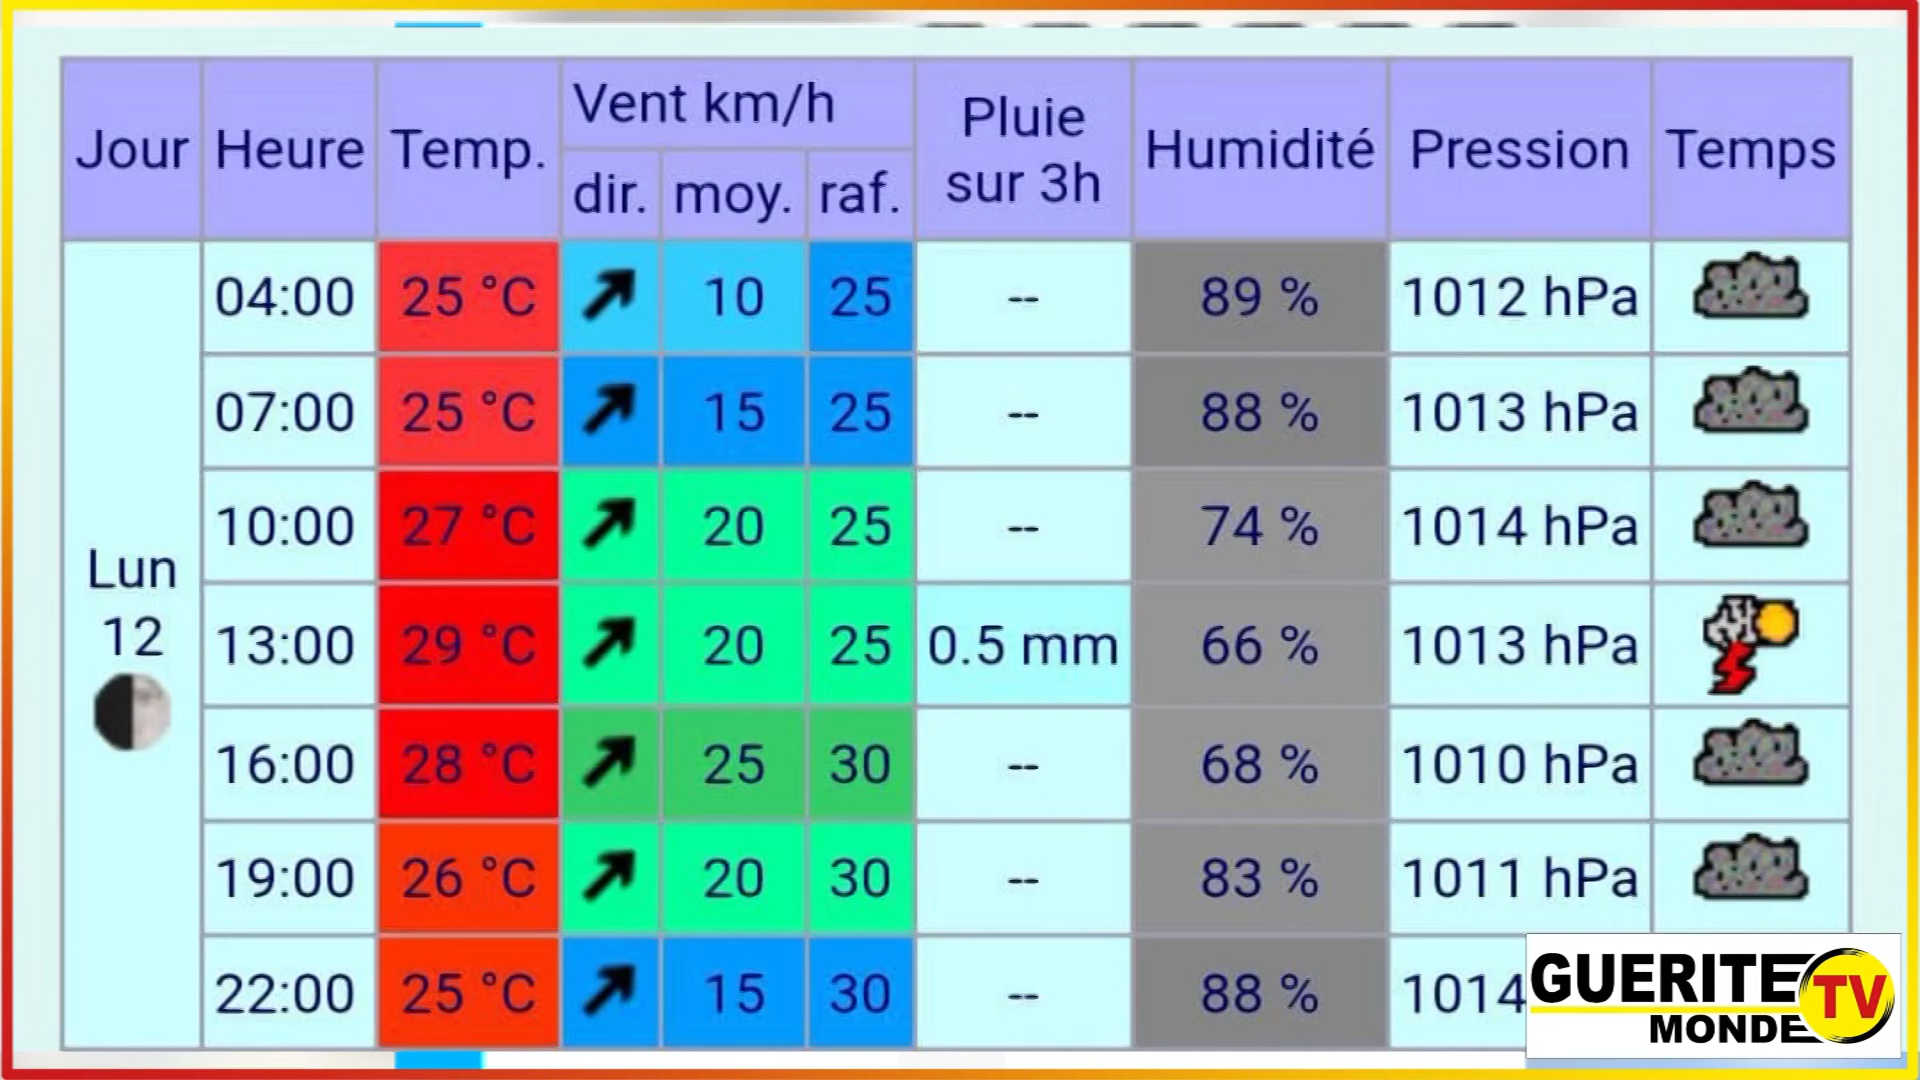 Jour Heure Temp. Vent km/h Pluie sur 3h Humidité Pression Temps
dir. moy. raf.
04:00 25 °C 10 25 -- 89 % 1012 hPa
07:00 25 °C 15 25 -- 88 % 1013 hPa
10:00 27 °C 20 25 -- 74 % 1014 hPa
Lun
12
13:00 29 °C 20 25 0.5 mm 66 % 1013 hPa
16:00 28 °C 25 30 -- 68 % 1010 hPa
19:00 26 °C 20 30 -- 83 % 1011 hPa
22:00 25 °C 15 30 -- 88 % 1014
GUERITE TV
MONDE